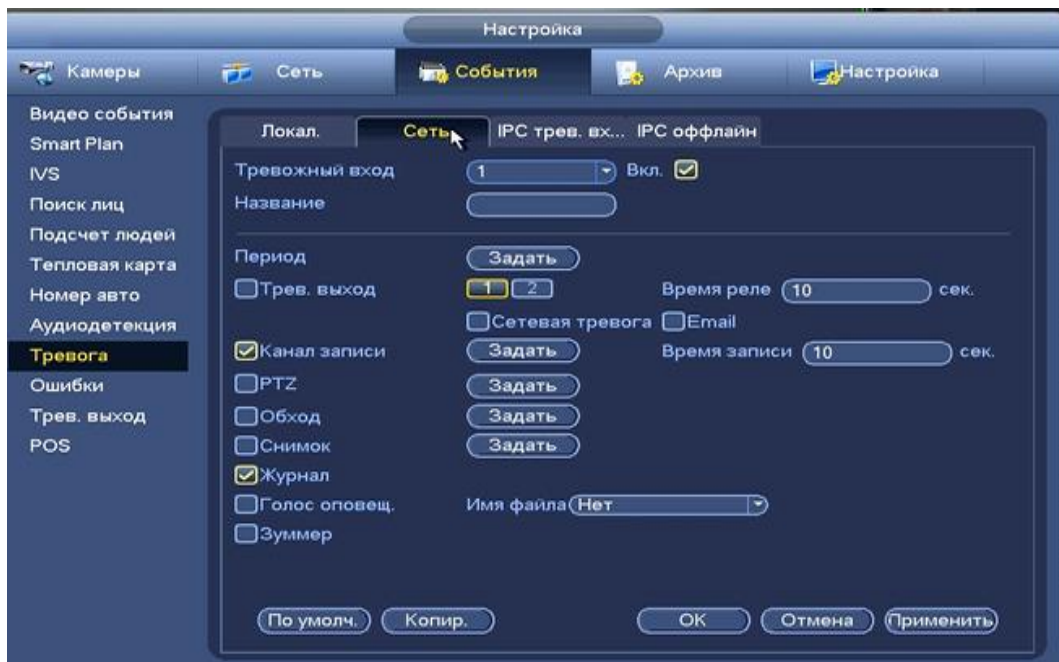 Настройка
Камеры Сеть События Архив Настройка
Видео события
Smart Plan
IVS
Поиск лиц
Подсчет людей
Тепловая карта
Номер авто
Аудиодетекция
Тревога
Ошибки
Трев. выход
POS
Локал. Сеть IPC трев. вх... IPC оффлайн
Тревожный вход 1 Вкл.
Название
Период Задать
Трев. выход 1 2 Время реле 10 сек.
Сетевая тревога Email
Канал записи Задать Время записи 10 сек.
PTZ Задать
Обход Задать
Снимок Задать
Журнал
Голос оповещ. Имя файла Нет
Зуммер
По умолч. Копир. OK Отмена Применить